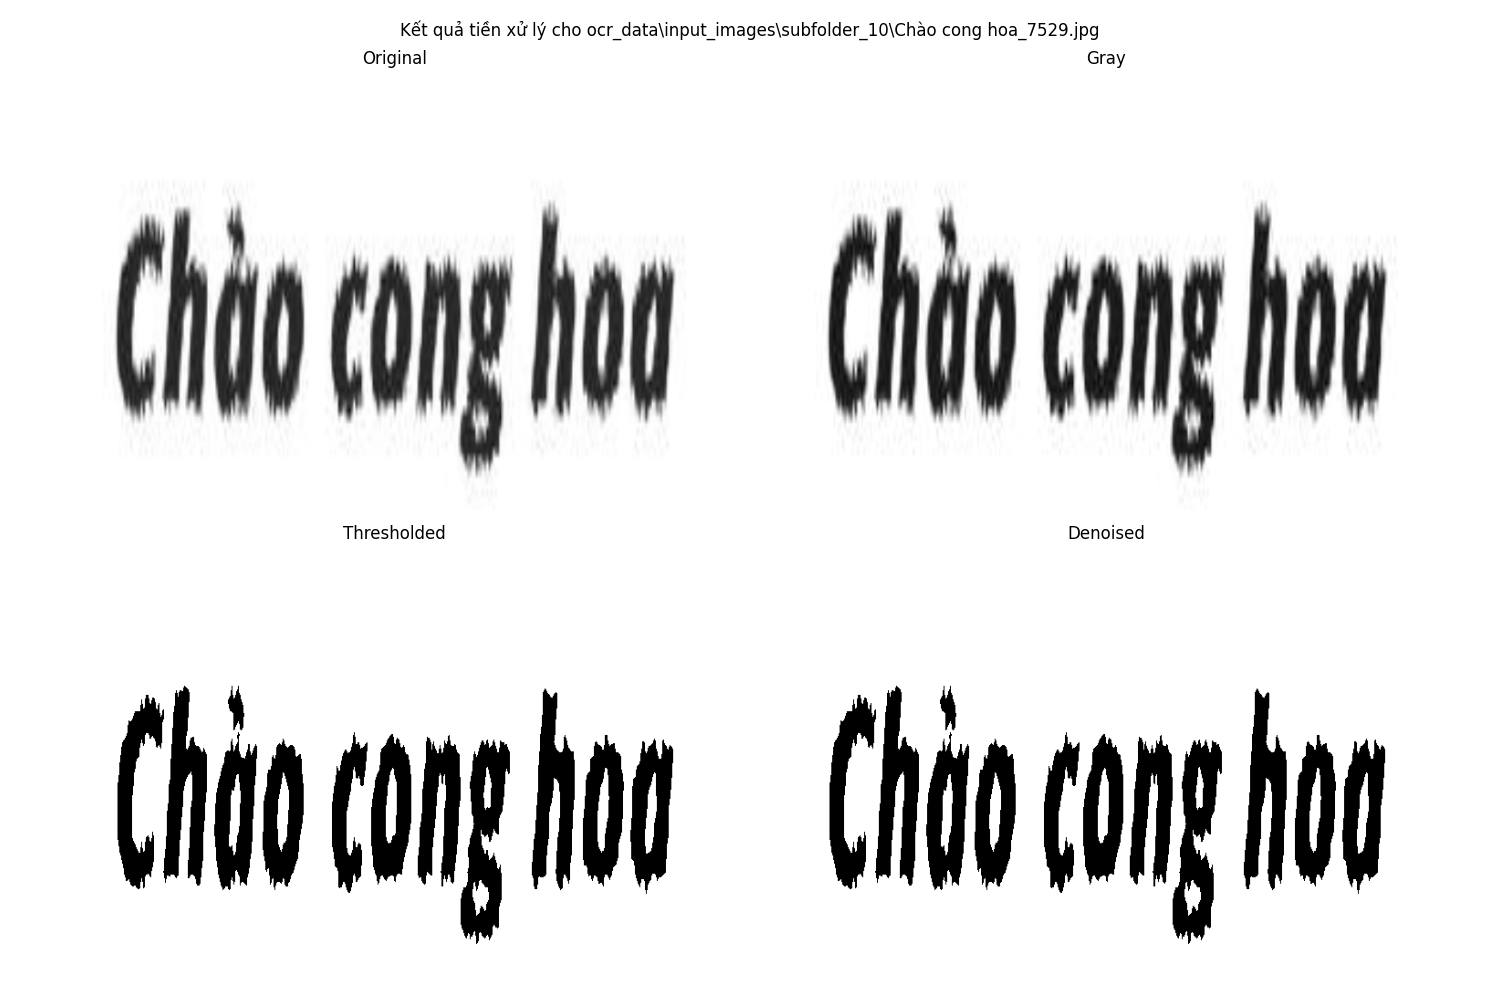 Kết quả tiền xử lý cho ocr_data\input_images\subfolder_10\Chào cong hoa_7529.jpg
Original
Gray
Chào cong hoa
Chào cong hoa
Thresholded
Denoised
Chào cong hoa
Chào cong hoa